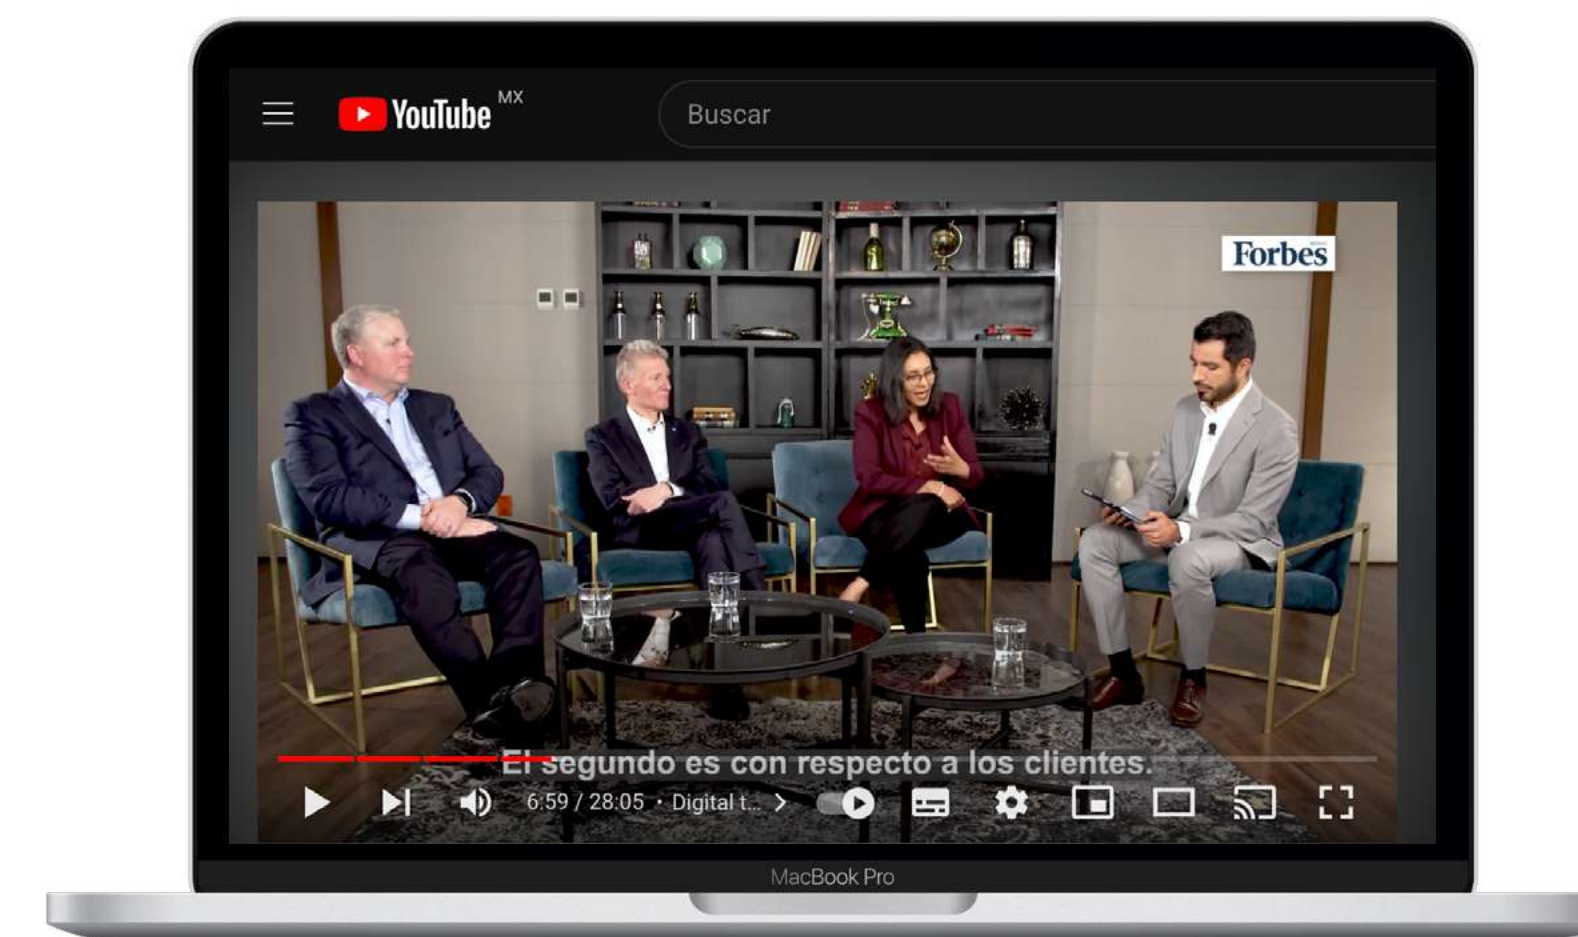 YouTube MX
Buscar
Forbes
El segundo es con respecto a los clientes.
6:59 / 28:05 • Digital t... >
MacBook Pro